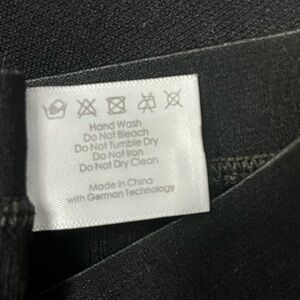 Hand Wash
Do Not Bleach
Do Not Tumble Dry
Do Not Iron
Do Not Dry Clean
Made in China
with German Technology